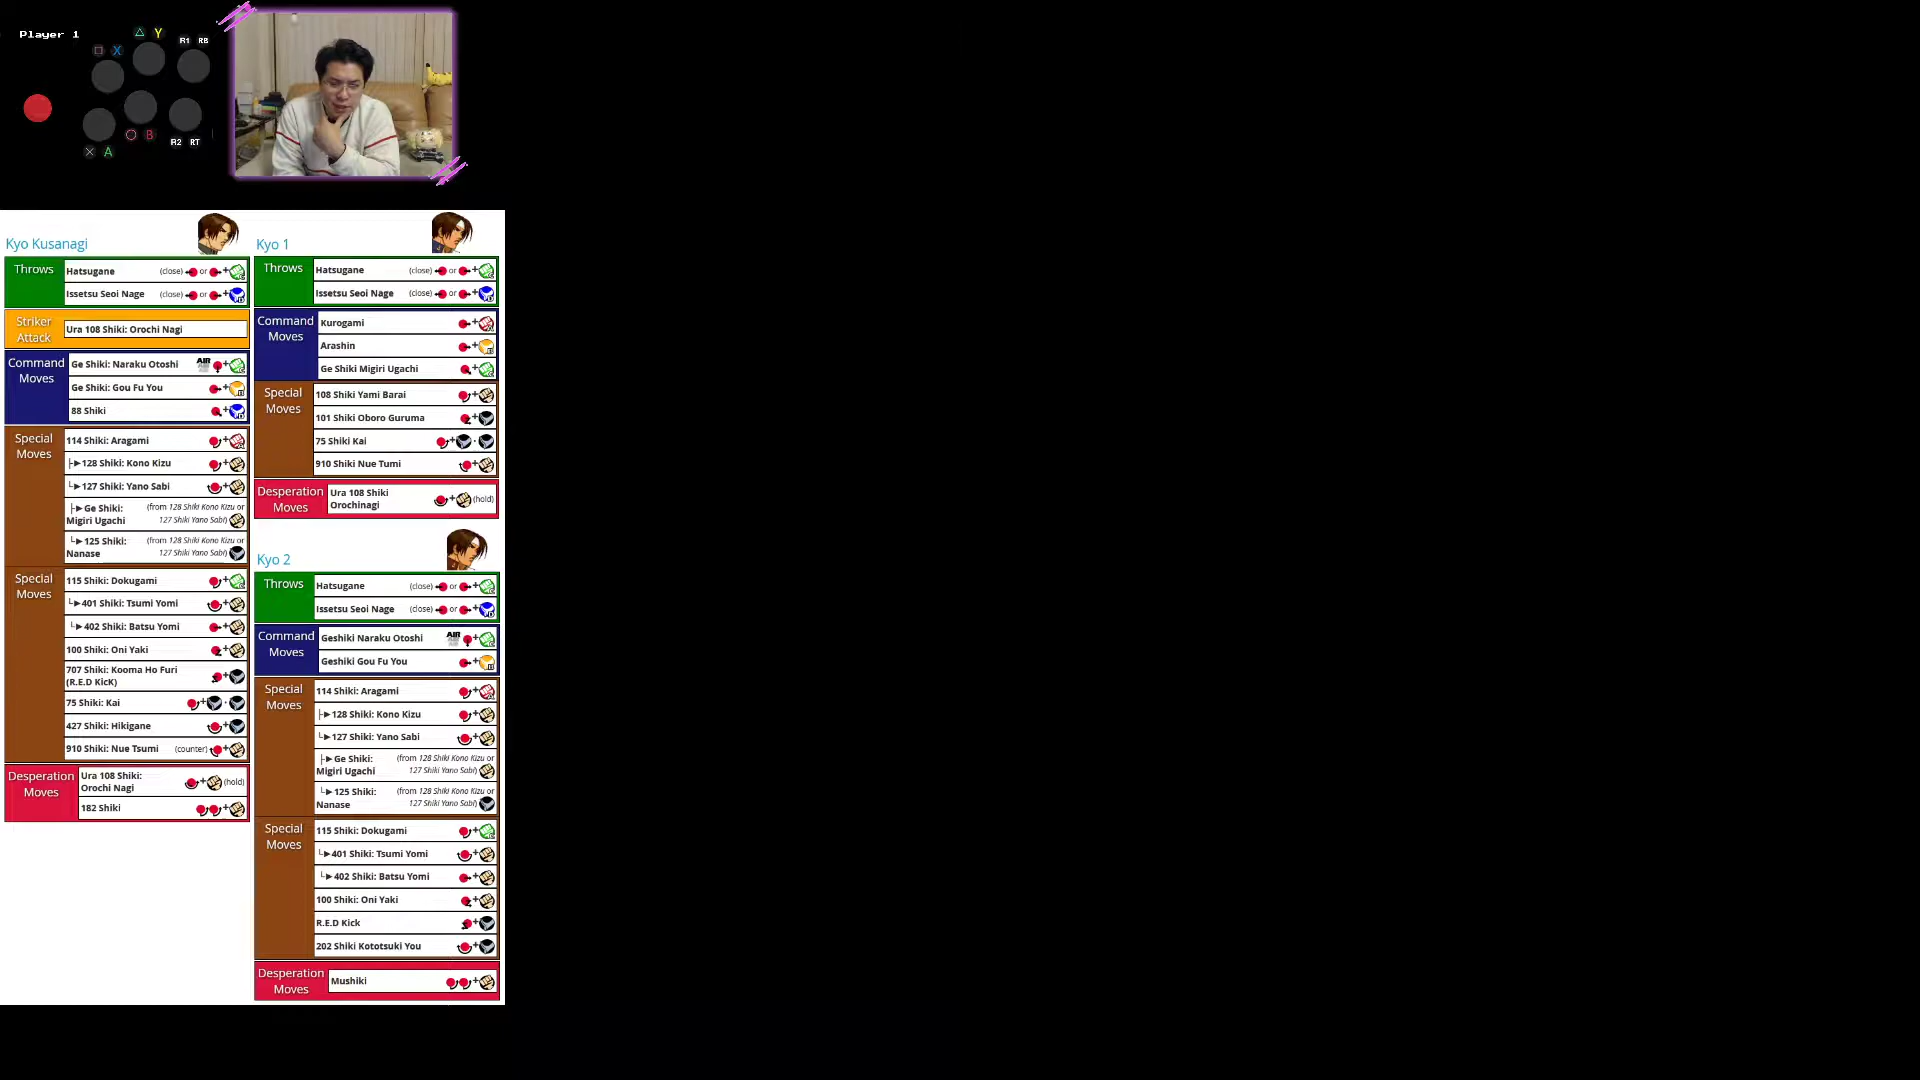 Player 1
Y
R1 RB
X
B
R2 RT
A
Kyo Kusanagi
Throws
Hatsugane (close) or + C
Issetsu Seoi Nage (close) or + D
Striker
Attack
Ura 108 Shiki: Orochi Nagi
Command
Moves
Ge Shiki: Naraku Otoshi AIR + C
Ge Shiki: Gou Fu You + B
88 Shiki + D
Special
Moves
114 Shiki: Aragami + A
128 Shiki: Kono Kizu +
127 Shiki: Yano Sabi +
Ge Shiki:
Migiri Ugachi
(from 128 Shiki Kono Kizu or
127 Shiki Yano Sabi)
125 Shiki:
Nanase
(from 128 Shiki Kono Kizu or
127 Shiki Yano Sabi)
Special
Moves
115 Shiki: Dokugami + C
401 Shiki: Tsumi Yomi +
402 Shiki: Batsu Yomi +
100 Shiki: Oni Yaki +
707 Shiki: Kooma Ho Furi
(R.E.D KicK) +
75 Shiki: Kai + ·
427 Shiki: Hikigane +
910 Shiki: Nue Tsumi (counter) +
Desperation
Moves
Ura 108 Shiki:
Orochi Nagi + (hold)
182 Shiki +
Kyo 1
Throws
Hatsugane (close) or + C
Issetsu Seoi Nage (close) or + D
Command
Moves
Kurogami + A
Arashin + B
Ge Shiki Migiri Ugachi + C
Special
Moves
108 Shiki Yami Barai +
101 Shiki Oboro Guruma +
75 Shiki Kai + ·
910 Shiki Nue Tumi +
Desperation
Moves
Ura 108 Shiki
Orochinagi + (hold)
Kyo 2
Throws
Hatsugane (close) or + C
Issetsu Seoi Nage (close) or + D
Command
Moves
Geshiki Naraku Otoshi AIR + C
Geshiki Gou Fu You + B
Special
Moves
114 Shiki: Aragami + A
128 Shiki: Kono Kizu +
127 Shiki: Yano Sabi +
Ge Shiki:
Migiri Ugachi
(from 128 Shiki Kono Kizu or
127 Shiki Yano Sabi)
125 Shiki:
Nanase
(from 128 Shiki Kono Kizu or
127 Shiki Yano Sabi)
Special
Moves
115 Shiki: Dokugami + C
401 Shiki: Tsumi Yomi +
402 Shiki: Batsu Yomi +
100 Shiki: Oni Yaki +
R.E.D Kick +
202 Shiki Kototsuki You +
Desperation
Moves
Mushiki +